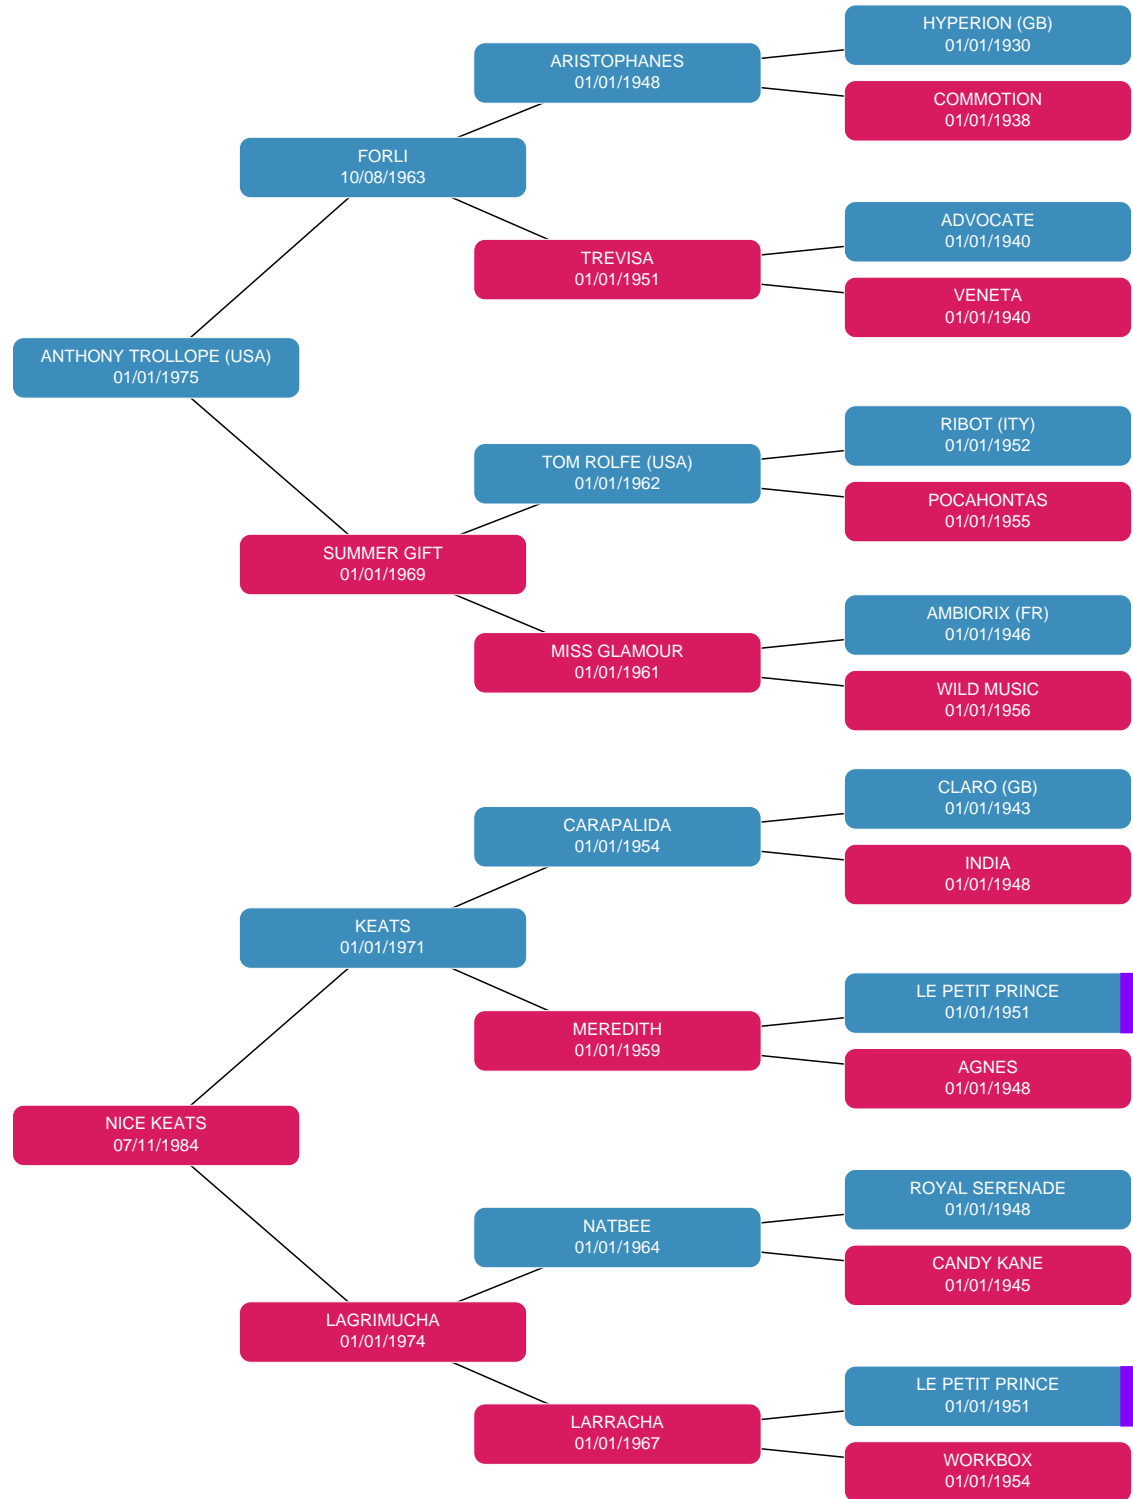 HYPERION (GB)
01/01/1930
ARISTOPHANES
01/01/1948
COMMOTION
01/01/1938
FORLI
10/08/1963
ADVOCATE
01/01/1940
TREVISA
01/01/1951
VENETA
01/01/1940
ANTHONY TROLLOPE (USA)
01/01/1975
RIBOT (ITY)
01/01/1952
TOM ROLFE (USA)
01/01/1962
POCAHONTAS
01/01/1955
SUMMER GIFT
01/01/1969
AMBIORIX (FR)
01/01/1946
MISS GLAMOUR
01/01/1961
WILD MUSIC
01/01/1956
CLARO (GB)
01/01/1943
CARAPALIDA
01/01/1954
INDIA
01/01/1948
KEATS
01/01/1971
LE PETIT PRINCE
01/01/1951
MEREDITH
01/01/1959
AGNES
01/01/1948
NICE KEATS
07/11/1984
ROYAL SERENADE
01/01/1948
NATBEE
01/01/1964
CANDY KANE
01/01/1945
LAGRIMUCHA
01/01/1974
LE PETIT PRINCE
01/01/1951
LARRACHA
01/01/1967
WORKBOX
01/01/1954